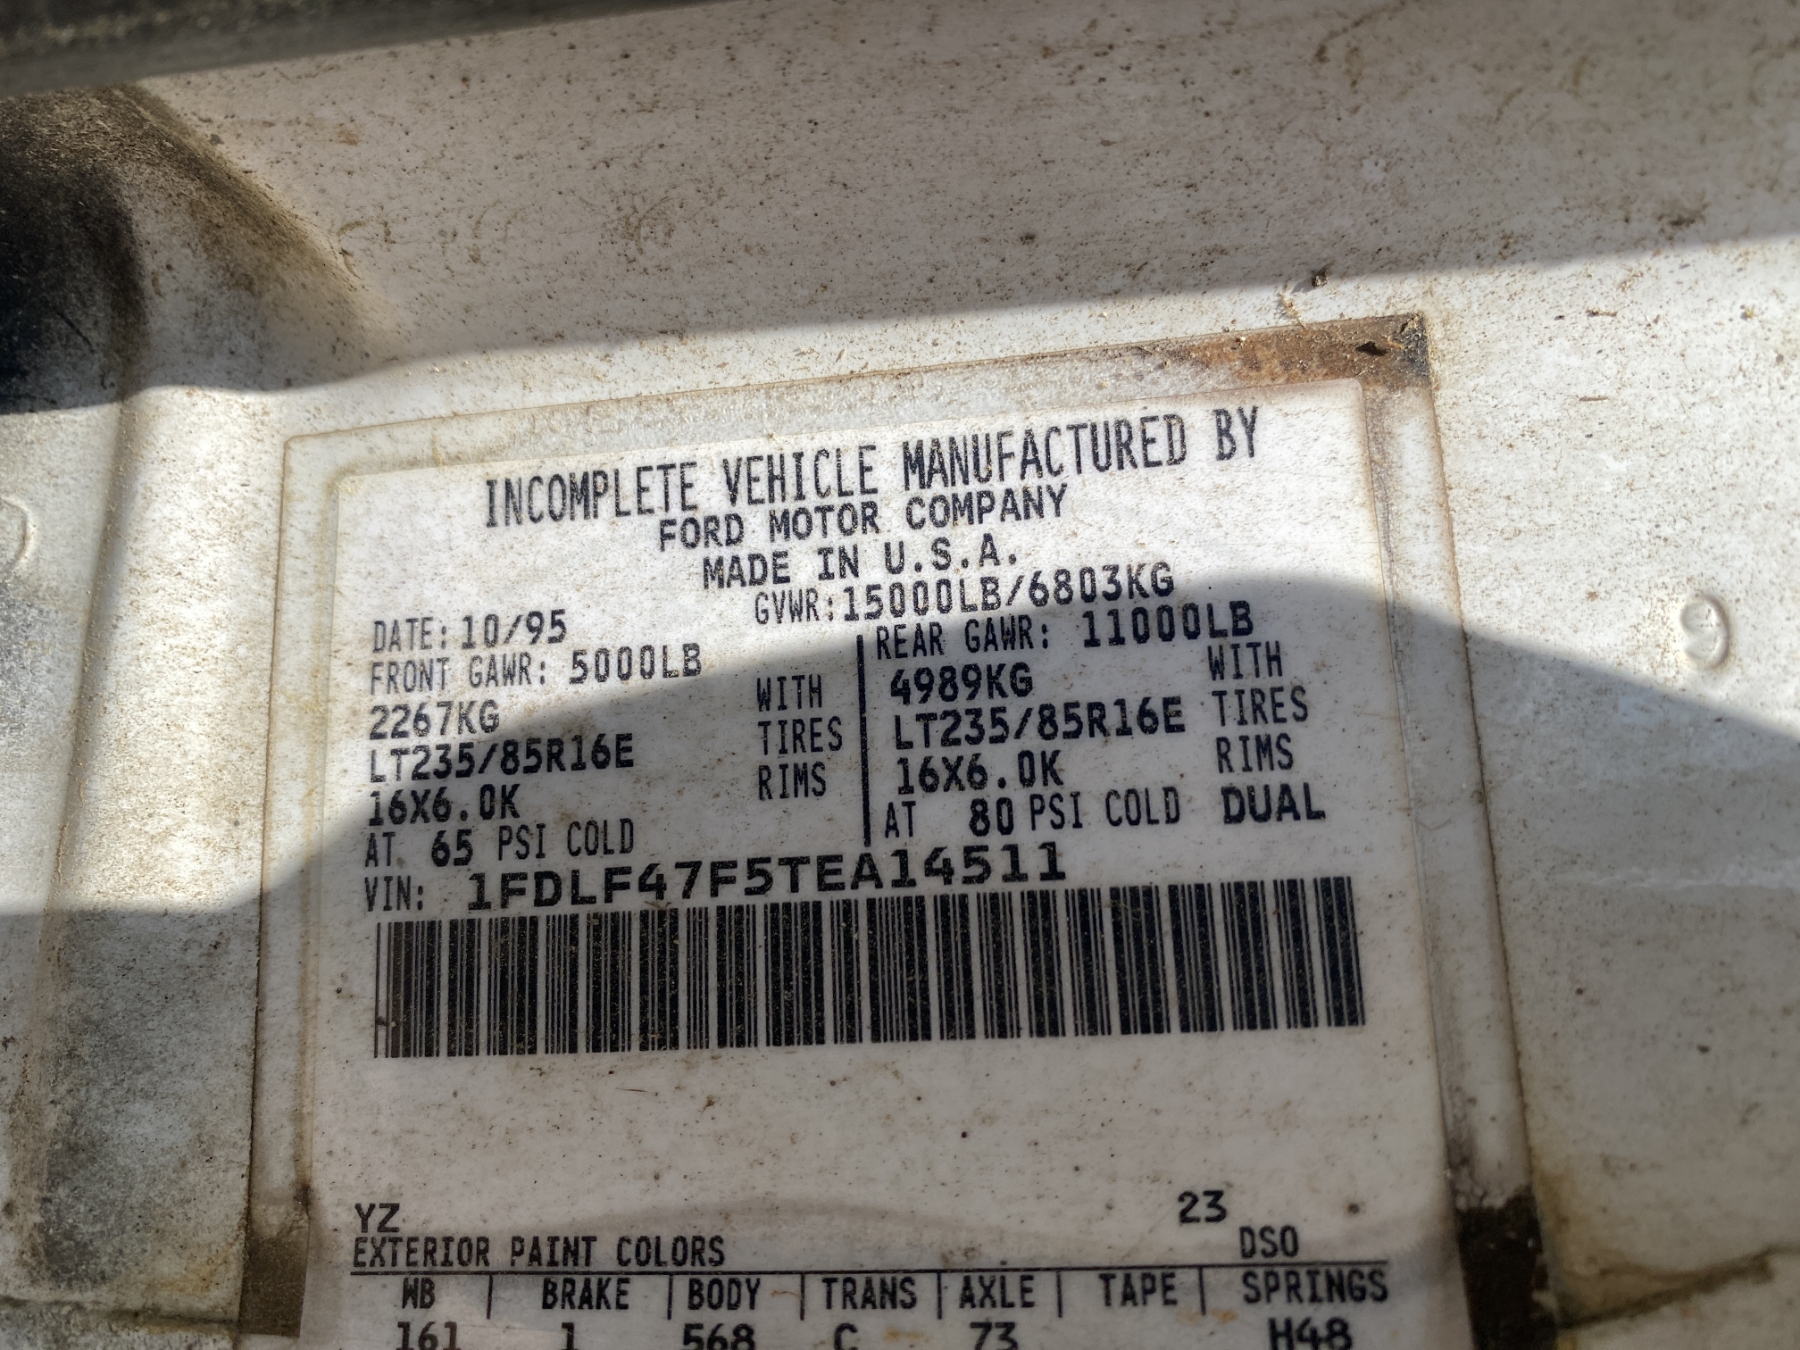 INCOMPLETE VEHICLE MANUFACTURED BY
FORD MOTOR COMPANY
MADE IN U.S.A.
DATE: 10/95 GVWR: 15000LB/6803KG
FRONT GAWR: 5000LB REAR GAWR: 11000LB
2267KG WITH 4989KG WITH
LT235/85R16E TIRES LT235/85R16E TIRES
16X6.0K RIMS 16X6.0K RIMS
AT 65 PSI COLD AT 80 PSI COLD DUAL
VIN: 1FDLF47F5TEA14511
YZ 23
EXTERIOR PAINT COLORS DSO
WB | BRAKE | BODY | TRANS | AXLE | TAPE | SPRINGS
161 1 568 C 73 H48